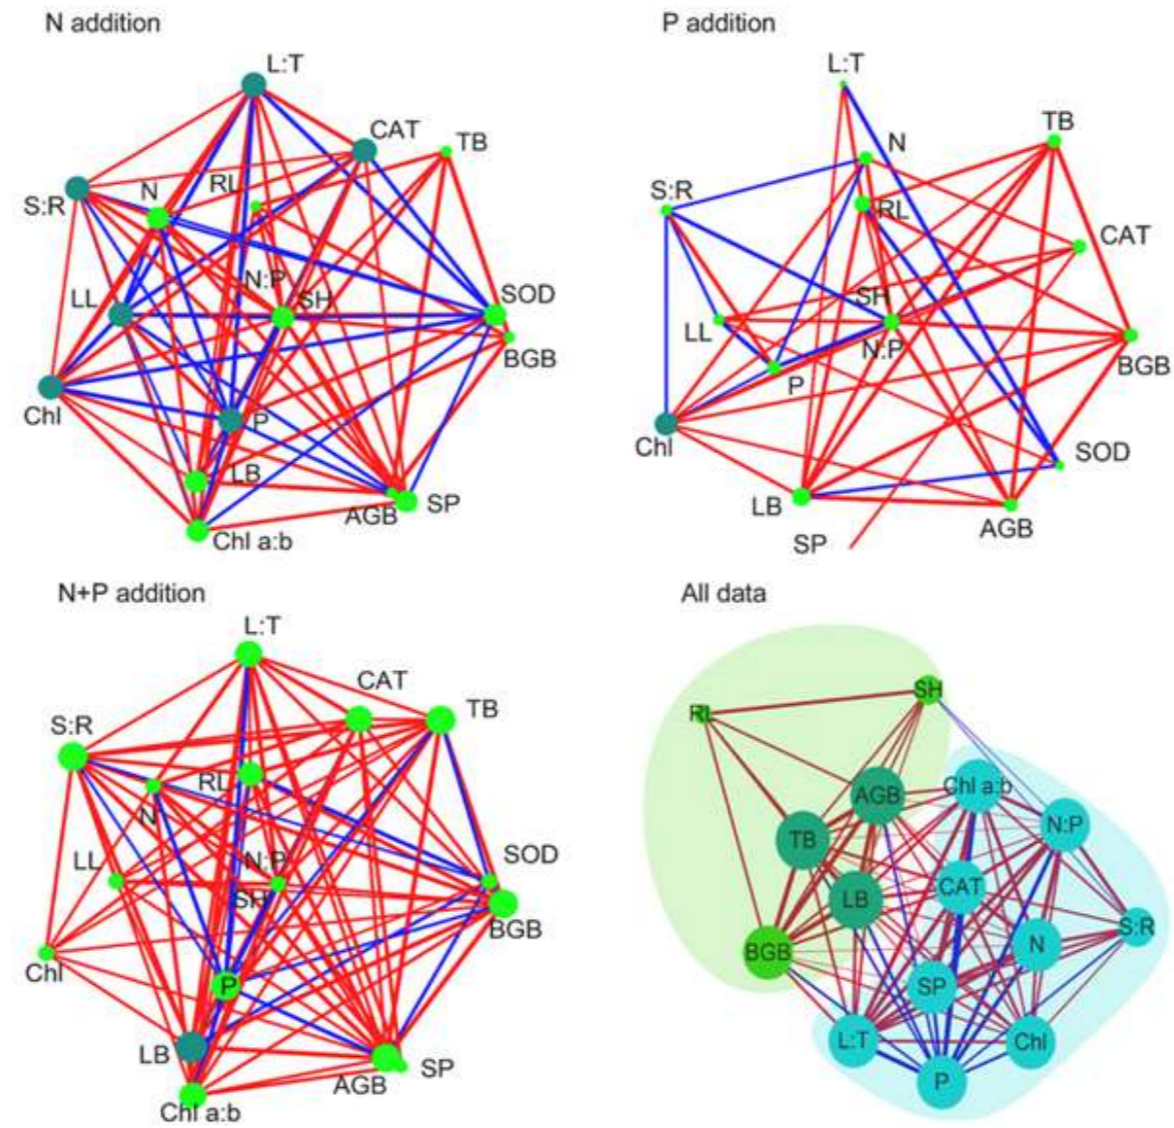 N addition
L:T
CAT
TB
N
RL
S:R
N:P
LL
SH
SOD
BGB
Chl
P
LB
AGB
SP
Chl a:b
P addition
L:T
N
TB
S:R
RL
CAT
SH
LL
N:P
P
BGB
Chl
SOD
LB
AGB
SP
N+P addition
L:T
CAT
TB
S:R
RL
N
LL
N:P
SOD
SH
BGB
Chl
P
LB
AGB
SP
Chl a:b
All data
SH
RL
AGB
Chl a:b
TB
N:P
CAT
LB
S:R
BGB
N
SP
L:T
Chl
P